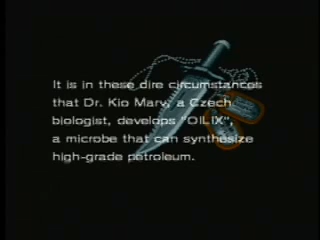 It is in these dire circumstances
that Dr. Kio Marv, a Czech
biologist, develops "OILIX",
a microbe that can synthesize
high-grade petroleum.